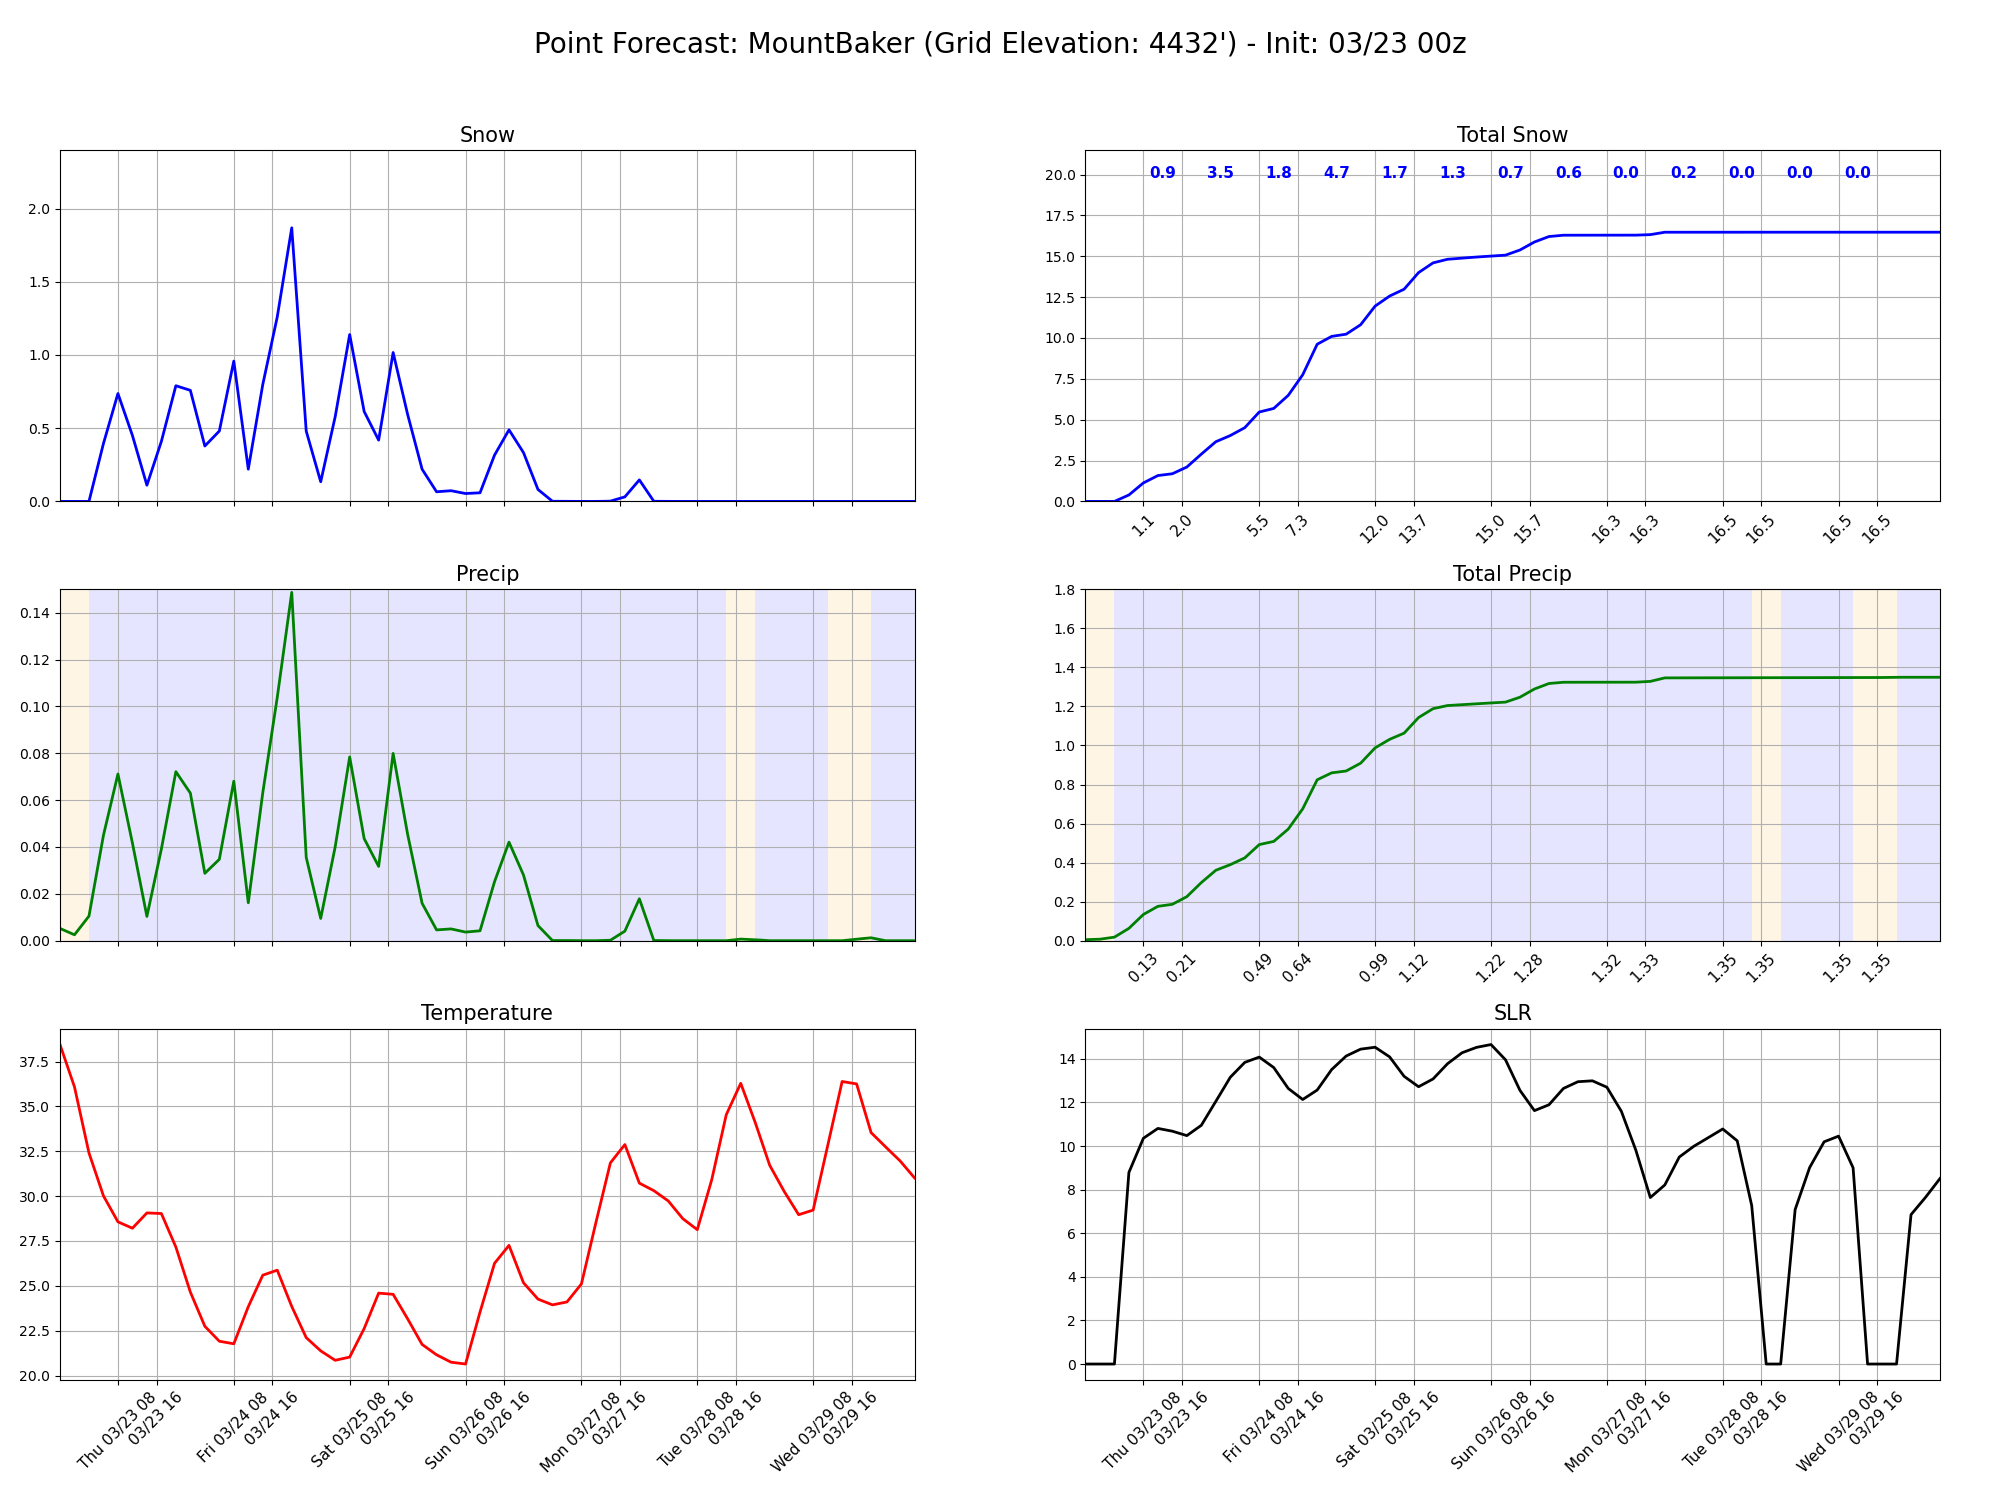 Point Forecast: MountBaker (Grid Elevation: 4432') - Init: 03/23 00z
Snow
2.0
1.5
1.0
0.5
0.0
Total Snow
0.9 3.5 1.8 4.7 1.7 1.3 0.7 0.6 0.0 0.2 0.0 0.0 0.0
20.0
17.5
15.0
12.5
10.0
7.5
5.0
2.5
0.0
1.1 2.0 5.5 7.3 12.0 13.7 15.0 15.7 16.3 16.3 16.5 16.5 16.5 16.5
Precip
0.14
0.12
0.10
0.08
0.06
0.04
0.02
0.00
Total Precip
1.8
1.6
1.4
1.2
1.0
0.8
0.6
0.4
0.2
0.0
0.13 0.21 0.49 0.64 0.99 1.12 1.22 1.28 1.32 1.33 1.35 1.35 1.35 1.35
Temperature
37.5
35.0
32.5
30.0
27.5
25.0
22.5
20.0
Thu 03/23 08
03/23 16
Fri 03/24 08
03/24 16
Sat 03/25 08
03/25 16
Sun 03/26 08
03/26 16
Mon 03/27 08
03/27 16
Tue 03/28 08
03/28 16
Wed 03/29 08
03/29 16
SLR
14
12
10
8
6
4
2
0
Thu 03/23 08
03/23 16
Fri 03/24 08
03/24 16
Sat 03/25 08
03/25 16
Sun 03/26 08
03/26 16
Mon 03/27 08
03/27 16
Tue 03/28 08
03/28 16
Wed 03/29 08
03/29 16